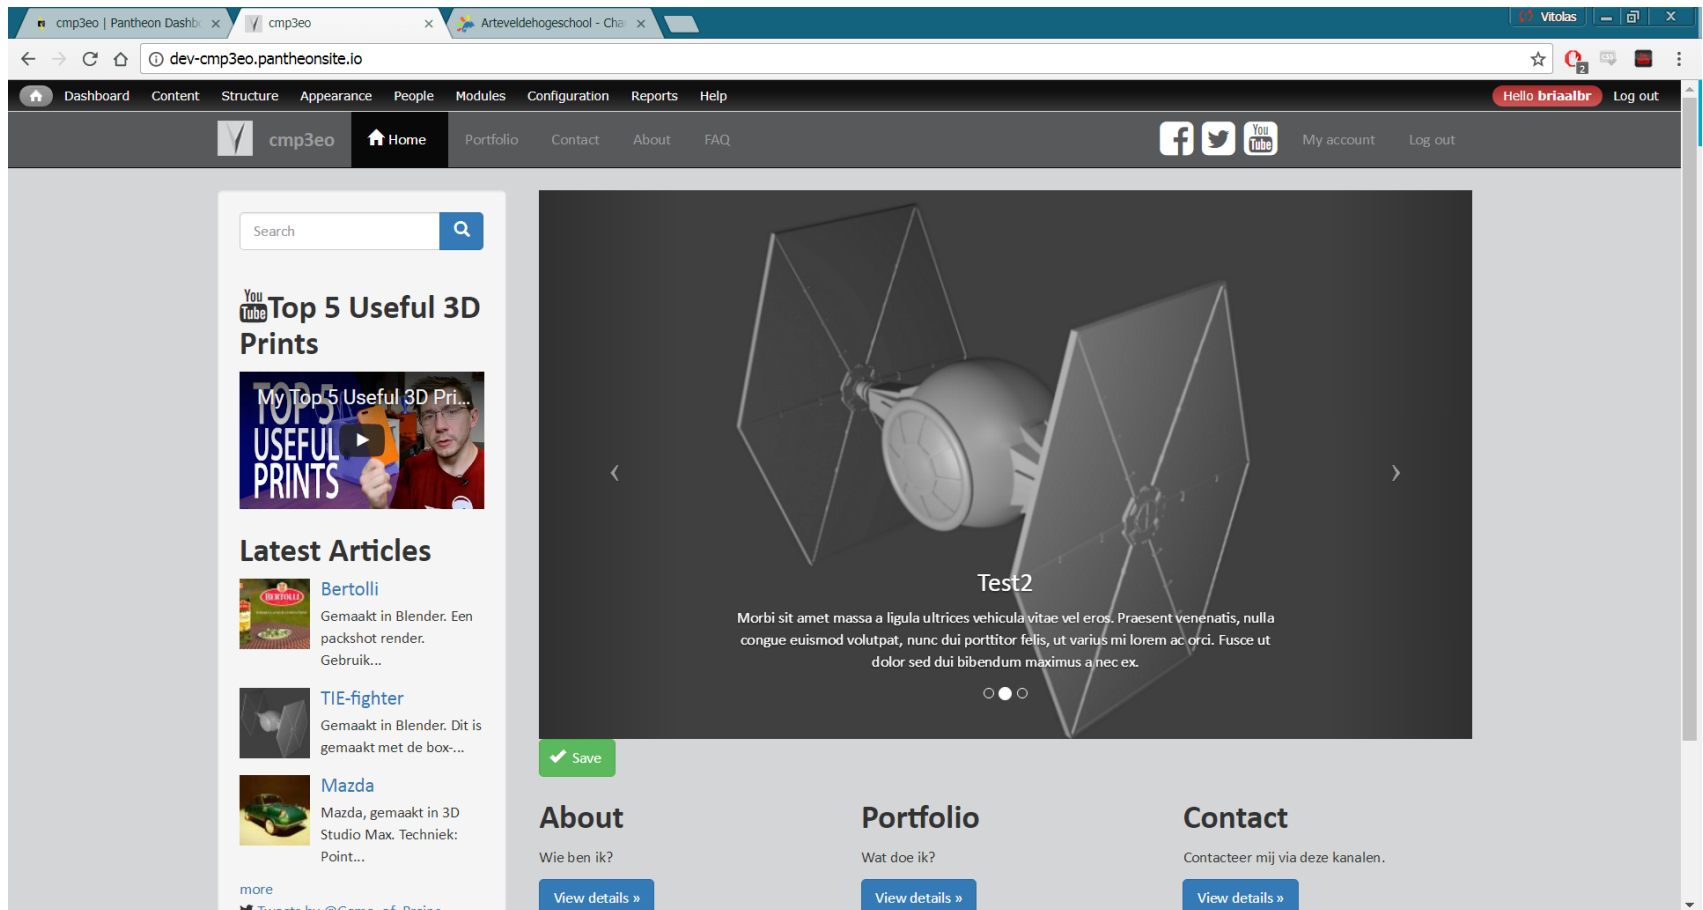 cmp3eo | Pantheon Dashbo
cmp3eo
Arteveldehogeschool - Cha
Vitolas
dev-cmp3eo.pantheonsite.io
2
Dashboard Content Structure Appearance People Modules Configuration Reports Help
Hello briaalbr Log out
cmp3eo Home Portfolio Contact About FAQ
You Tube
My account Log out
Search
You Tube Top 5 Useful 3D
Prints
My Top 5 Useful 3D Pri...
TOP 5
USEFUL
PRINTS
Latest Articles
BERTOLLI
Bertolli
Gemaakt in Blender. Een
packshot render.
Gebruik...
TIE-fighter
Gemaakt in Blender. Dit is
gemaakt met de box-...
Mazda
Mazda, gemaakt in 3D
Studio Max. Techniek:
Point...
more
Tweets by @Game_of_Brains
Test2
Morbi sit amet massa a ligula ultrices vehicula vitae vel eros. Praesent venenatis, nulla
congue euismod volutpat, nunc dui porttitor felis, ut varius mi lorem ac orci. Fusce ut
dolor sed dui bibendum maximus a nec ex.
Save
About
Wie ben ik?
View details »
Portfolio
Wat doe ik?
View details »
Contact
Contacteer mij via deze kanalen.
View details »